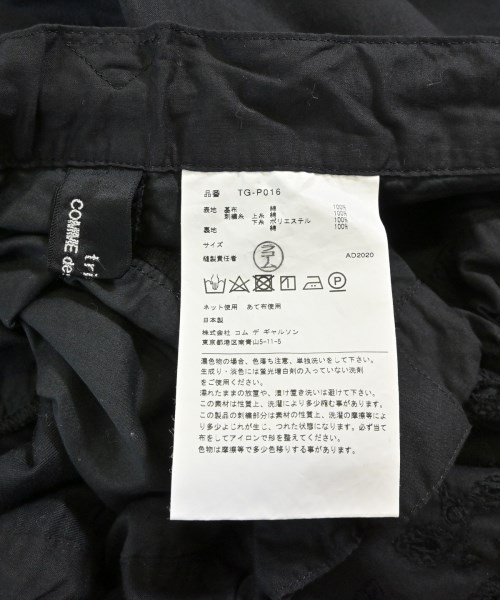 品番 TG-P016
表地 基布 綿 100%
刺繍糸 上糸 綿 100%
下糸 ポリエステル 100%
裏地 綿 100%
サイズ
縫製責任者 AD2020
ネット使用 あて布使用
日本製
株式会社 コム デ ギャルソン
東京都港区南青山5-11-5
濃色物の場合、色落ち注意、単独洗いをして下さい。
生成り・淡色には蛍光増白剤の入っていない洗剤
をご使用下さい。
濡れたままの放置や、漬け置き洗いは避けて下さい。
この素材は性質上、洗濯により多少縮む事があります。
この製品の刺繍部分は素材の性質上、洗濯の摩擦等によ
り多少よじれが生じ、つれた状態になります。必ず当て
布をしてアイロンで形を整えてください。
色物は摩擦等で多少色移りする事が有ります。
tri
COMME de